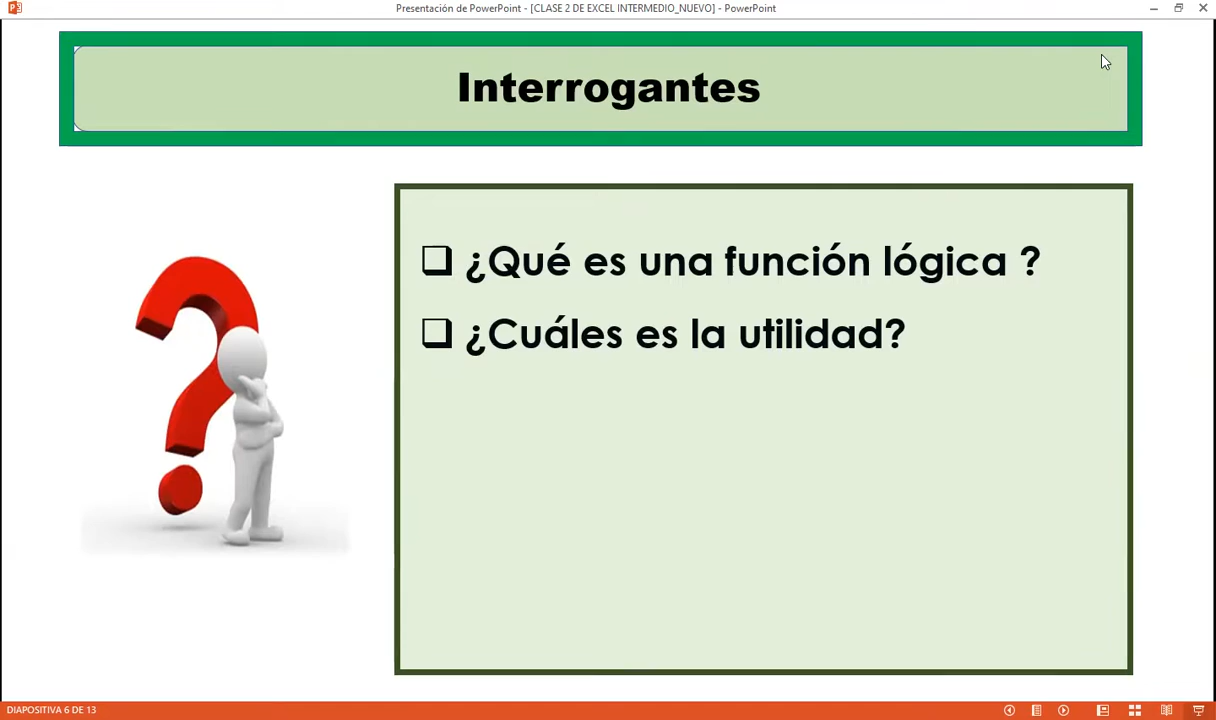 Presentación de PowerPoint - [CLASE 2 DE EXCEL INTERMEDIO_NUEVO] - PowerPoint
Interrogantes
¿Qué es una función lógica ?
¿Cuáles es la utilidad?
DIAPOSITIVA 6 DE 13